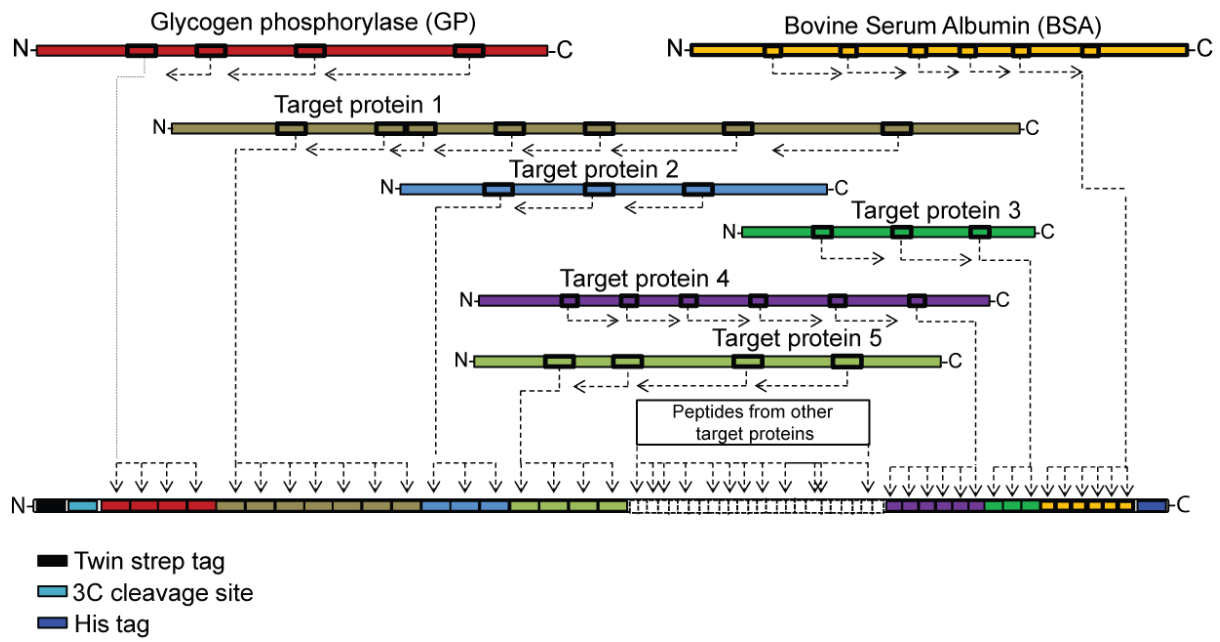 Glycogen phosphorylase (GP)
N
C
Bovine Serum Albumin (BSA)
N
C
Target protein 1
N
C
Target protein 2
N
C
Target protein 3
N
C
Target protein 4
N
C
Target protein 5
N
C
Peptides from other
target proteins
N
C
Twin strep tag
3C cleavage site
His tag